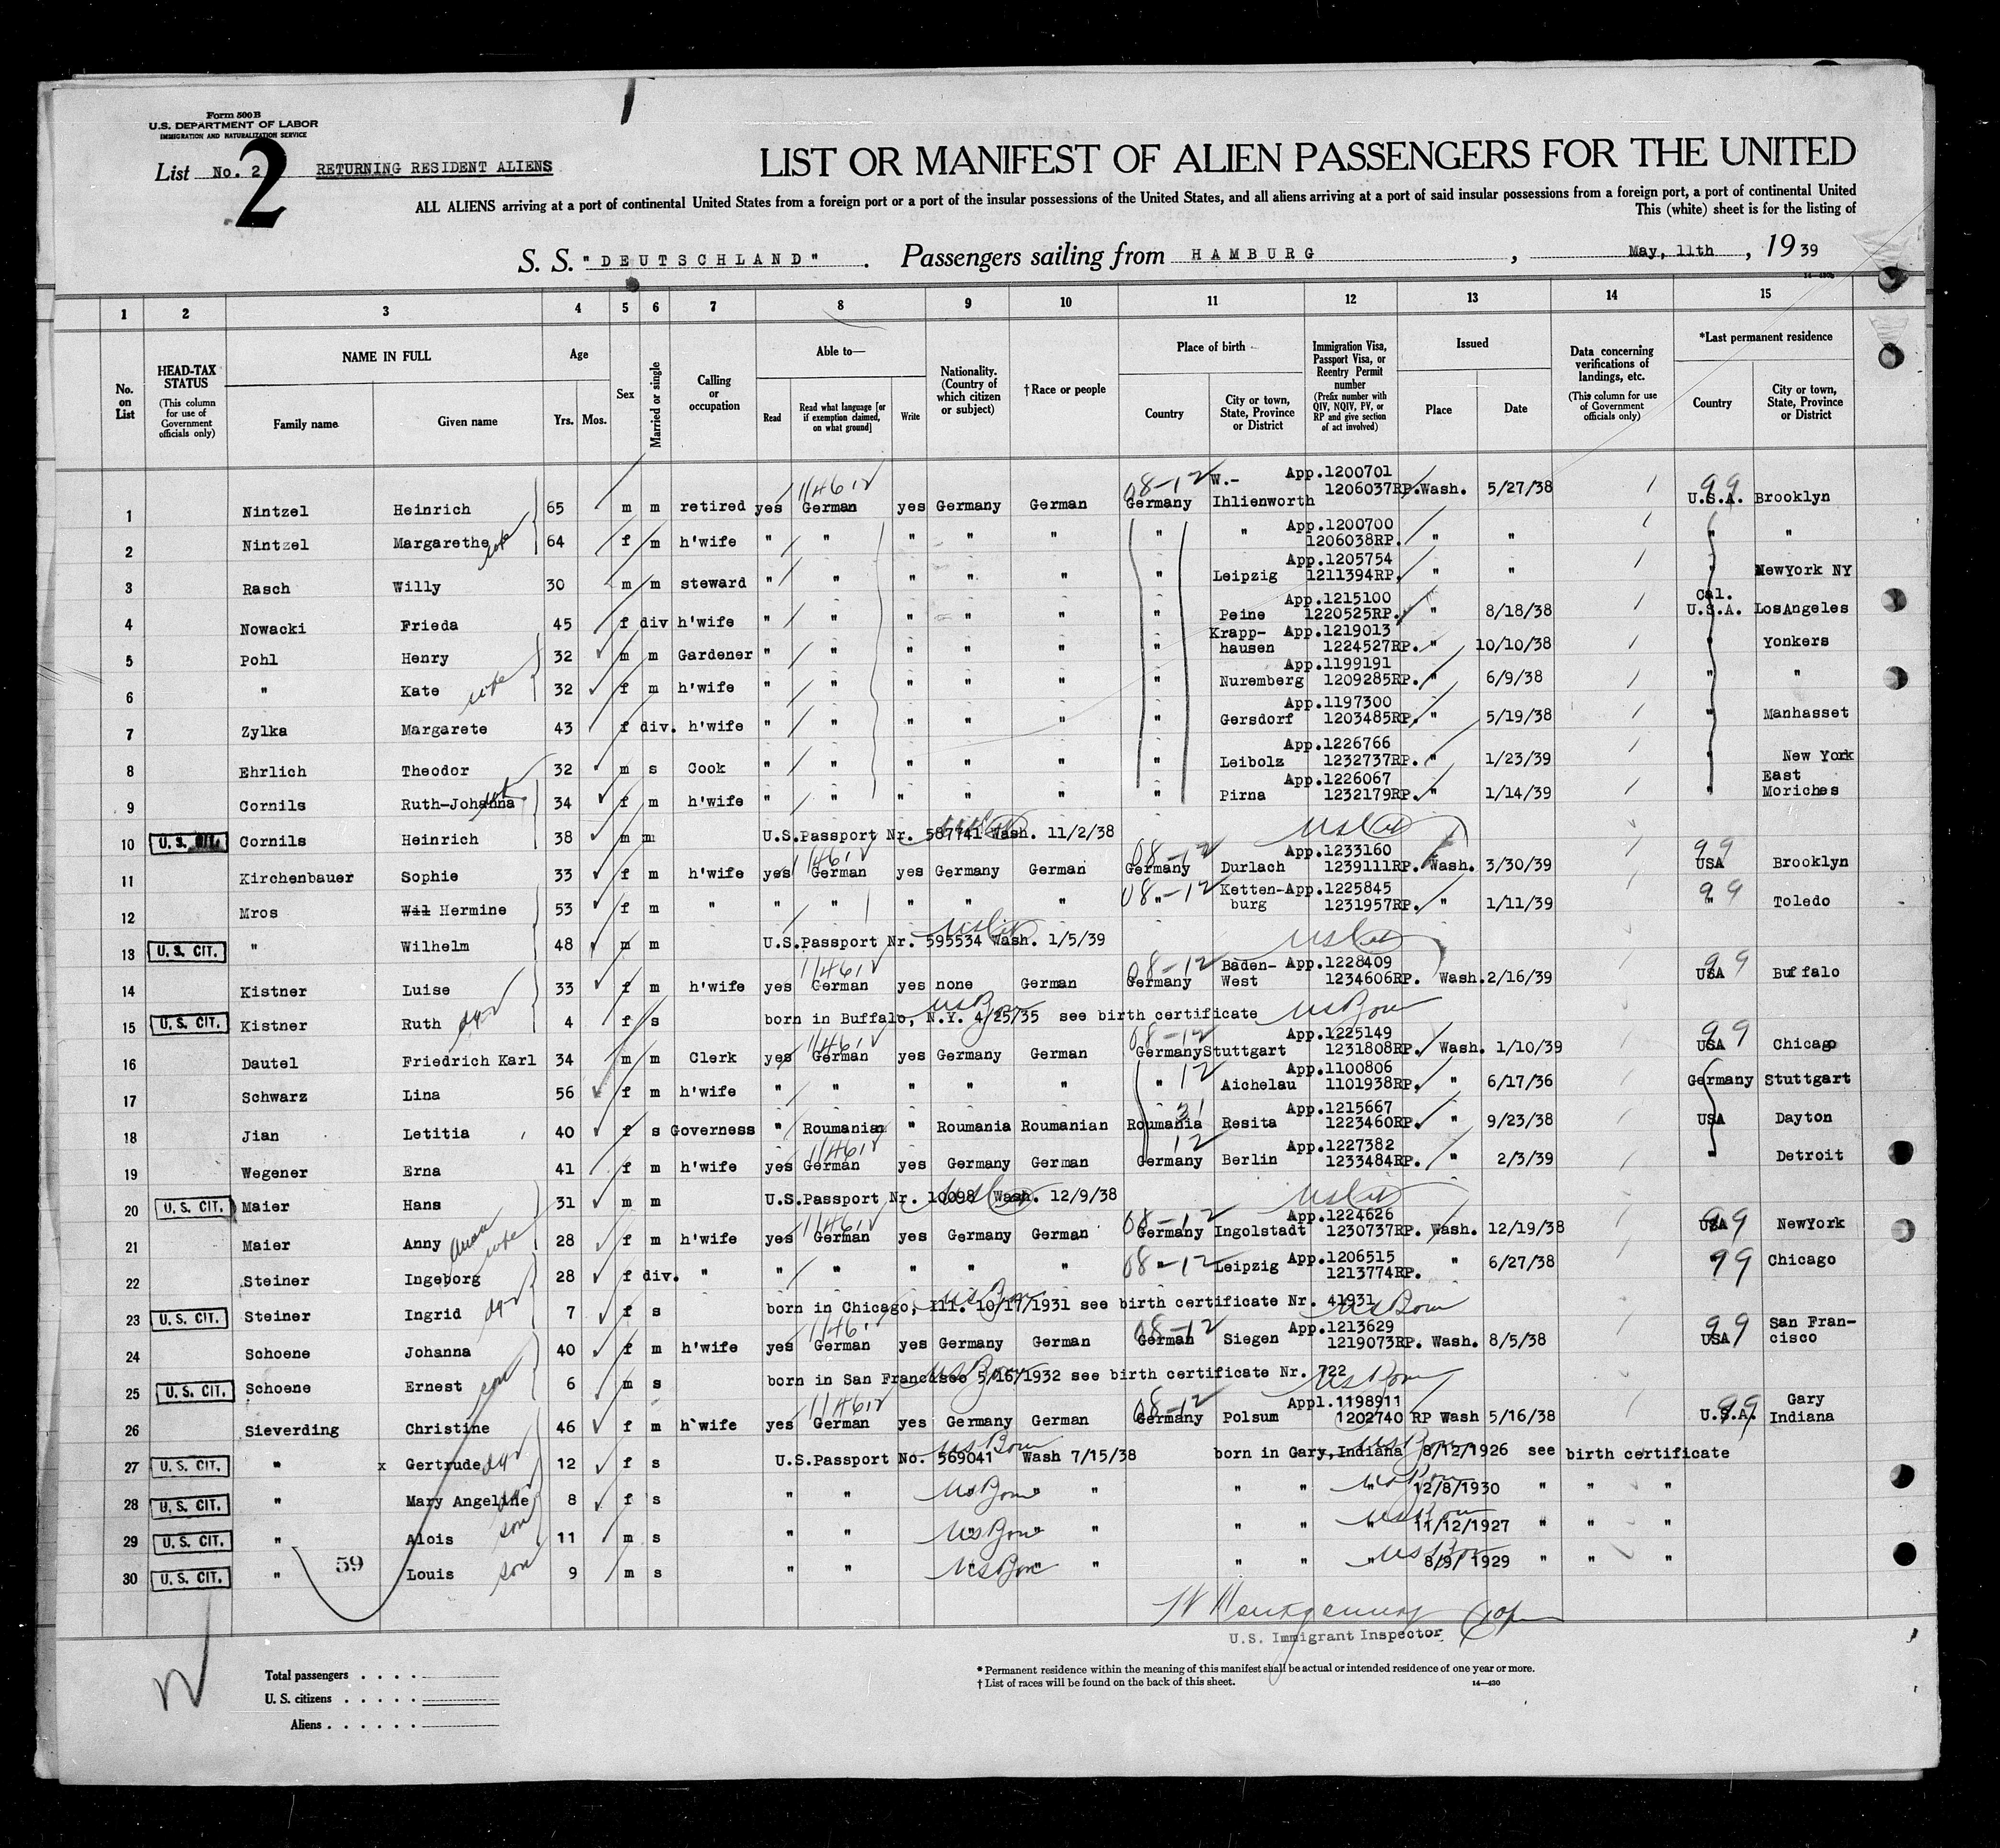 Form 500 B
U.S. DEPARTMENT OF LABOR
IMMIGRATION AND NATURALIZATION SERVICE
List No. 2 RETURNING RESIDENT ALIENS
2
LIST OR MANIFEST OF ALIEN PASSENGERS FOR THE UNITED
ALL ALIENS arriving at a port of continental United States from a foreign port or a port of the insular possessions of the United States, and all aliens arriving at a port of said insular possessions from a foreign port, a port of continental United
This (white) sheet is for the listing of
S. S. "DEUTSCHLAND". Passengers sailing from HAMBURG, May, 11th, 1939
1 2 3 4 5 6 7 8 9 10 11 12 13 14 15
No. on List
HEAD-TAX STATUS (This column for use of Government officials only)
NAME IN FULL Family name Given name
Age Yrs. Mos.
Sex
Married or single
Calling or occupation
Able to— Read Read what language [or if exemption claimed, on what ground] Write
Nationality. (Country of which citizen or subject)
† Race or people
Place of birth Country City or town, State, Province or District
Immigration Visa, Passport Visa, or Reentry Permit number (Prefix number with QIV, NQIV, PV, or RP and give section of act involved)
Issued Place Date
Data concerning verifications of landings, etc. (This column for use of Government officials only)
*Last permanent residence Country City or town, State, Province or District
1 Nintzel Heinrich 65 m m retired yes German yes Germany German Germany W.-Ihlienworth App.1200701 1206037RP. Wash. 5/27/38 U.S.A. Brooklyn
2 Nintzel Margarethe wife 64 f m h'wife " " " " " " " App.1200700 1206038RP. " " " "
3 Rasch Willy 30 m m steward " " " " " " Leipzig App.1205754 1211394RP. " " " NewYork NY
4 Nowacki Frieda 45 f div h'wife " " " " " " Peine App.1215100 1220525RP. " 8/18/38 Cal. U.S.A. LosAngeles
5 Pohl Henry 32 m m Gardener " " " " " " Krapp-hausen App.1219013 1224527RP. " 10/10/38 " Yonkers
6 " Kate wife 32 f m h'wife " " " " " " Nuremberg App.1199191 1209285RP. " 6/9/38 " "
7 Zylka Margarete 43 f div. h'wife " " " " " " Gersdorf App.1197300 1203485RP. " 5/19/38 " Manhasset
8 Ehrlich Theodor 32 m s Cook " " " " " " Leibolz App.1226766 1232737RP. " 1/23/39 " New York
9 Cornils Ruth-Johanna 34 f m h'wife " " " " " " Pirna App.1226067 1232179RP. " 1/14/39 " East Moriches
10 U.S. CIT. Cornils Heinrich 38 m m U.S.Passport Nr. 587741 Wash. 11/2/38
11 Kirchenbauer Sophie 33 f m h'wife yes German yes Germany German Germany Durlach App.1233160 1239111RP. Wash. 3/30/39 USA Brooklyn
12 Mros Wil Hermine 53 f m " " " " " " " Ketten-burg App.1225845 1231957RP. " 1/11/39 " Toledo
13 U.S. CIT. " Wilhelm 48 m m U.S.Passport Nr. 595534 Wash. 1/5/39
14 Kistner Luise 33 f m h'wife yes German yes none German Germany Baden-West App.1228409 1234606RP. Wash. 2/16/39 USA Buffalo
15 U.S. CIT. Kistner Ruth 4 f s born in Buffalo, N.Y. 4/25/35 see birth certificate
16 Dautel Friedrich Karl 34 m m Clerk yes German yes Germany German Germany Stuttgart App.1225149 1231808RP. Wash. 1/10/39 USA Chicago
17 Schwarz Lina 56 f m h'wife " " " " " " Aichelau App.1100806 1101938RP. " 6/17/36 Germany Stuttgart
18 Jian Letitia 40 f s Governess " Roumanian " Roumania Roumanian Roumania Resita App.1215667 1223460RP. " 9/23/38 USA Dayton
19 Wegener Erna 41 f m h'wife yes German yes Germany German Germany Berlin App.1227382 1233484RP. " 2/3/39 " Detroit
20 U.S. CIT. Maier Hans 31 m m U.S.Passport Nr. 10098 Wash. 12/9/38
21 Maier Anny wife 28 f m h'wife yes German yes Germany German Germany Ingolstadt App.1224626 1230737RP. Wash. 12/19/38 USA NewYork
22 Steiner Ingeborg 28 f div. " " " " " " " Leipzig App.1206515 1213774RP. " 6/27/38 " Chicago
23 U.S. CIT. Steiner Ingrid 7 f s born in Chicago, Ill. 10/17/1931 see birth certificate Nr. 41931
24 Schoene Johanna 40 f m h'wife yes German yes Germany German German Siegen App.1213629 1219073RP. Wash. 8/5/38 USA San Fran-cisco
25 U.S. CIT. Schoene Ernest son 6 m s born in San Francisco 5/16/1932 see birth certificate Nr. 722
26 Sieverding Christine 46 f m h'wife yes German yes Germany German Germany Polsum Appl.1198911 1202740 RP Wash 5/16/38 U.S.A. Gary Indiana
27 U.S. CIT. " x Gertrude 12 f s U.S.Passport No. 569041 Wash 7/15/38 born in Gary, Indiana 8/12/1926 see birth certificate
28 U.S. CIT. " Mary Angeline 8 f s " " " " " " " 12/8/1930 " " "
29 U.S. CIT. " Alois son 11 m s " " " " " " " 11/12/1927 " " "
30 U.S. CIT. " Louis son 9 m s " " " " " " " 8/9/1929 " " "
59
U.S. Immigrant Inspector
Total passengers
U. S. citizens
Aliens
* Permanent residence within the meaning of this manifest shall be actual or intended residence of one year or more.
† List of races will be found on the back of this sheet.
14—430